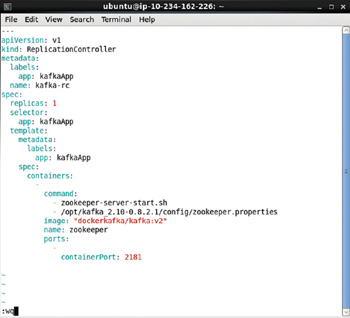 ubuntu@ip-10-234-162-226: ~
File Edit View Search Terminal Help
---
apiVersion: v1
kind: ReplicationController
metadata:
  labels:
    app: kafkaApp
  name: kafka-rc
spec:
  replicas: 1
  selector:
    app: kafkaApp
  template:
    metadata:
      labels:
        app: kafkaApp
    spec:
      containers:
        -
          command:
            - zookeeper-server-start.sh
            - /opt/kafka_2.10-0.8.2.1/config/zookeeper.properties
          image: "dockerkafka/kafka:v2"
          name: zookeeper
          ports:
            -
              containerPort: 2181
~
~
~
~
:wq